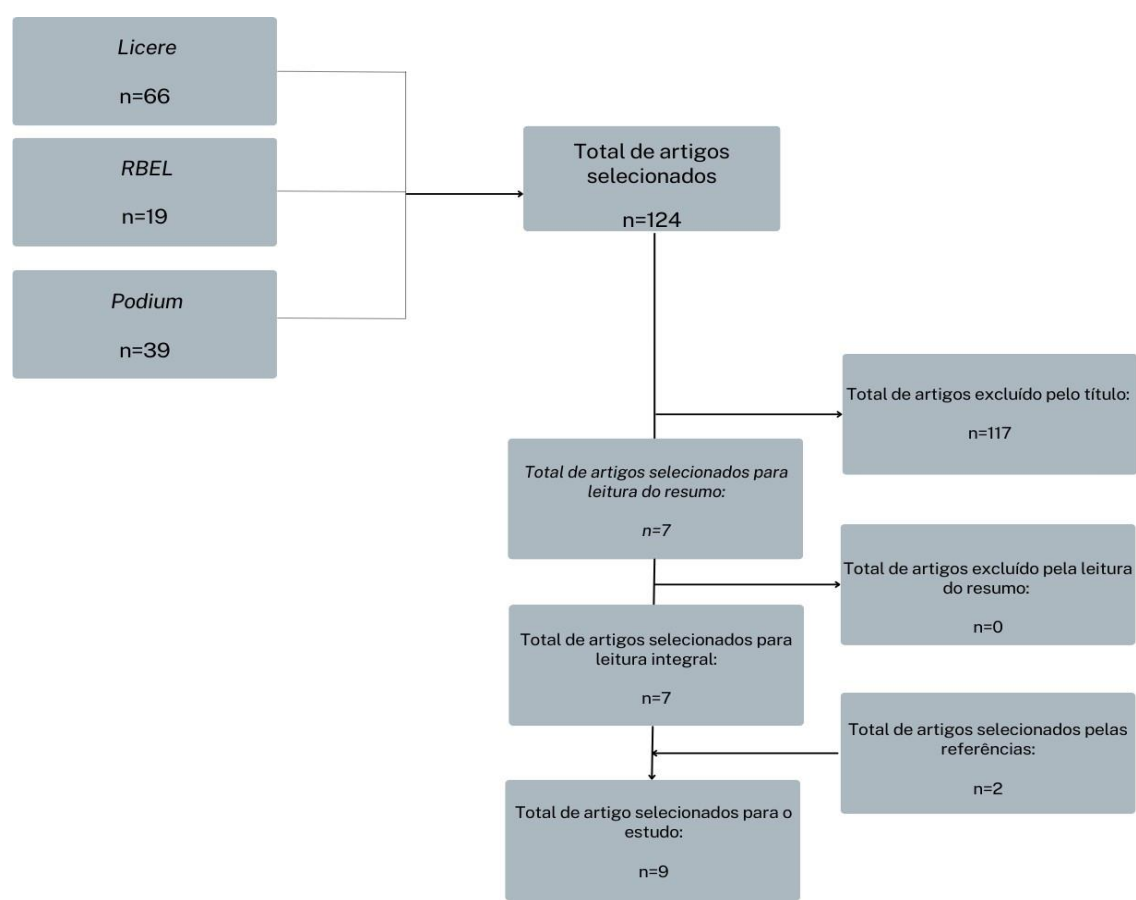 Licere
n=66
RBEL
n=19
Podium
n=39
Total de artigos
selecionados
n=124
Total de artigos excluído pelo título:
n=117
Total de artigos selecionados para
leitura do resumo:
n=7
Total de artigos excluído pela leitura
do resumo:
n=0
Total de artigos selecionados para
leitura integral:
n=7
Total de artigos selecionados pelas
referências:
n=2
Total de artigo selecionados para o
estudo:
n=9